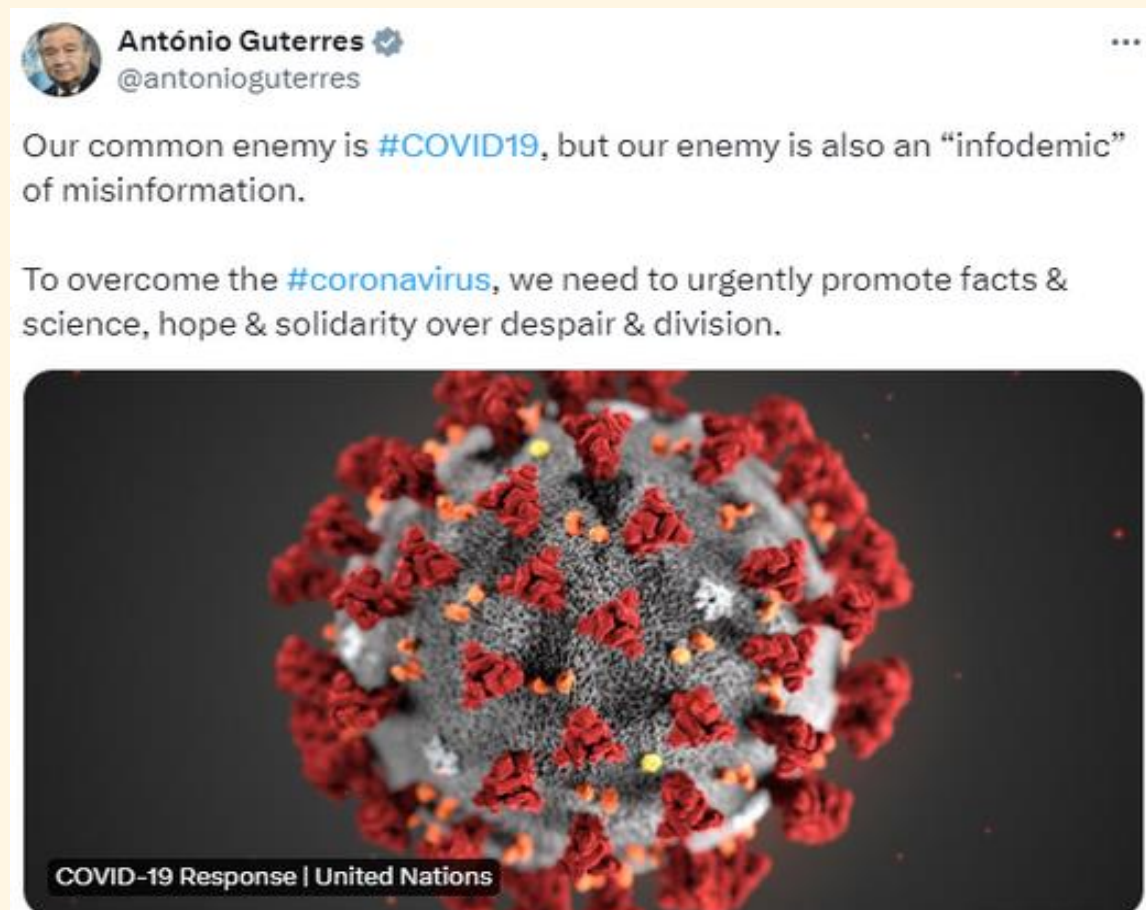 António Guterres
@antonioguterres
Our common enemy is #COVID19, but our enemy is also an “infodemic”
of misinformation.
To overcome the #coronavirus, we need to urgently promote facts &
science, hope & solidarity over despair & division.
COVID-19 Response | United Nations